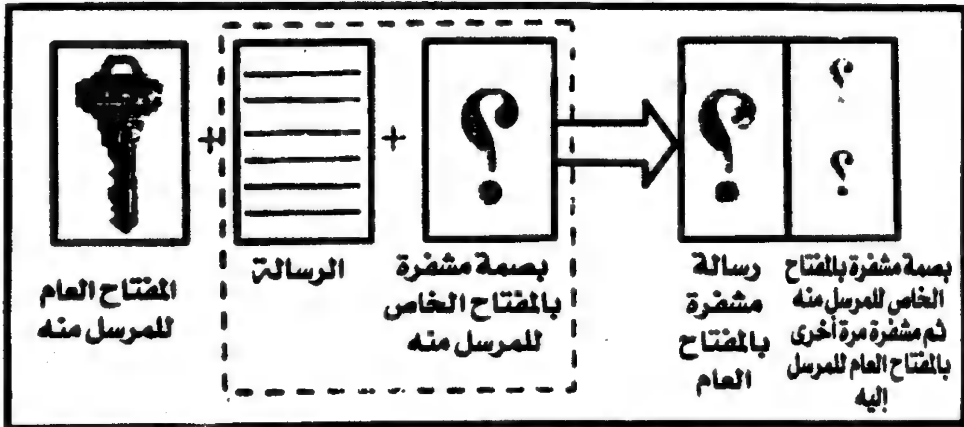 المفتاح العام
للمرسل منه
الرسالة
بصمة مشفرة
بالمفتاح الخاص
للمرسل منه
رسالة
مشفرة
بالمفتاح
العام
بصمة مشفرة بالمفتاح
الخاص للمرسل منه
ثم مشفرة مرة أخرى
بالمفتاح العام للمرسل
إليه
+
+
؟
؟
؟
؟